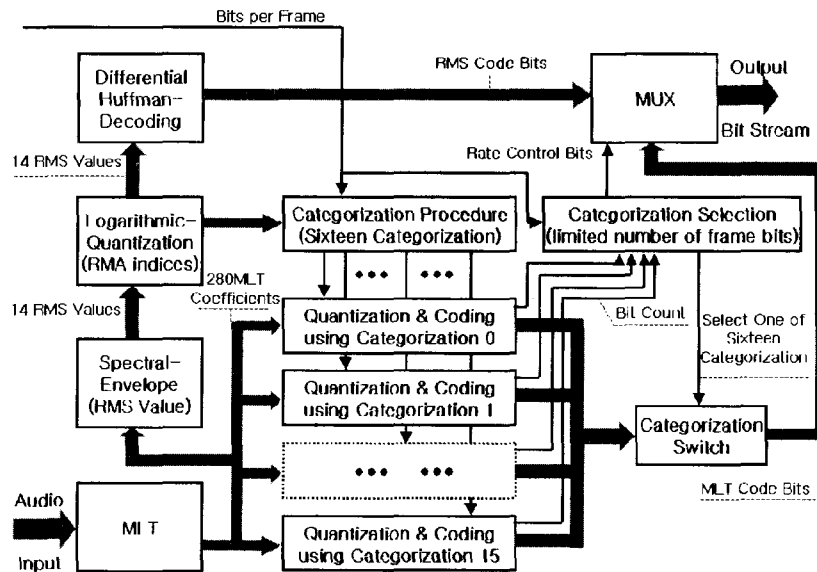 Bits per Frame
Differential
Huffman-
Decoding
RMS Code Bits
MUX
Output
Bit Stream
14 RMS Values
Rate Control Bits
Logarithmic-
Quantization
(RMA indices)
Categorization Procedure
(Sixteen Categorization)
Categorization Selection
(limited number of frame bits)
280MLT
Coefficients
14 RMS Values
Quantization & Coding
using Categorization 0
Bit Count
Select One of
Sixteen
Categorization
Spectral-
Envelope
(RMS Value)
Quantization & Coding
using Categorization 1
Categorization
Switch
MLT Code Bits
Audio
Input
MLT
Quantization & Coding
using Categorization 15